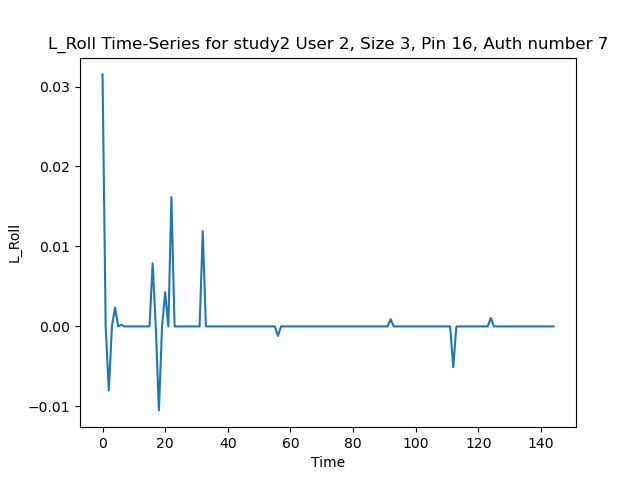 L_Roll Time-Series for study2 User 2, Size 3, Pin 16, Auth number 7
0.03
0.02
0.01
0.00
−0.01
L_Roll
0 20 40 60 80 100 120 140
Time